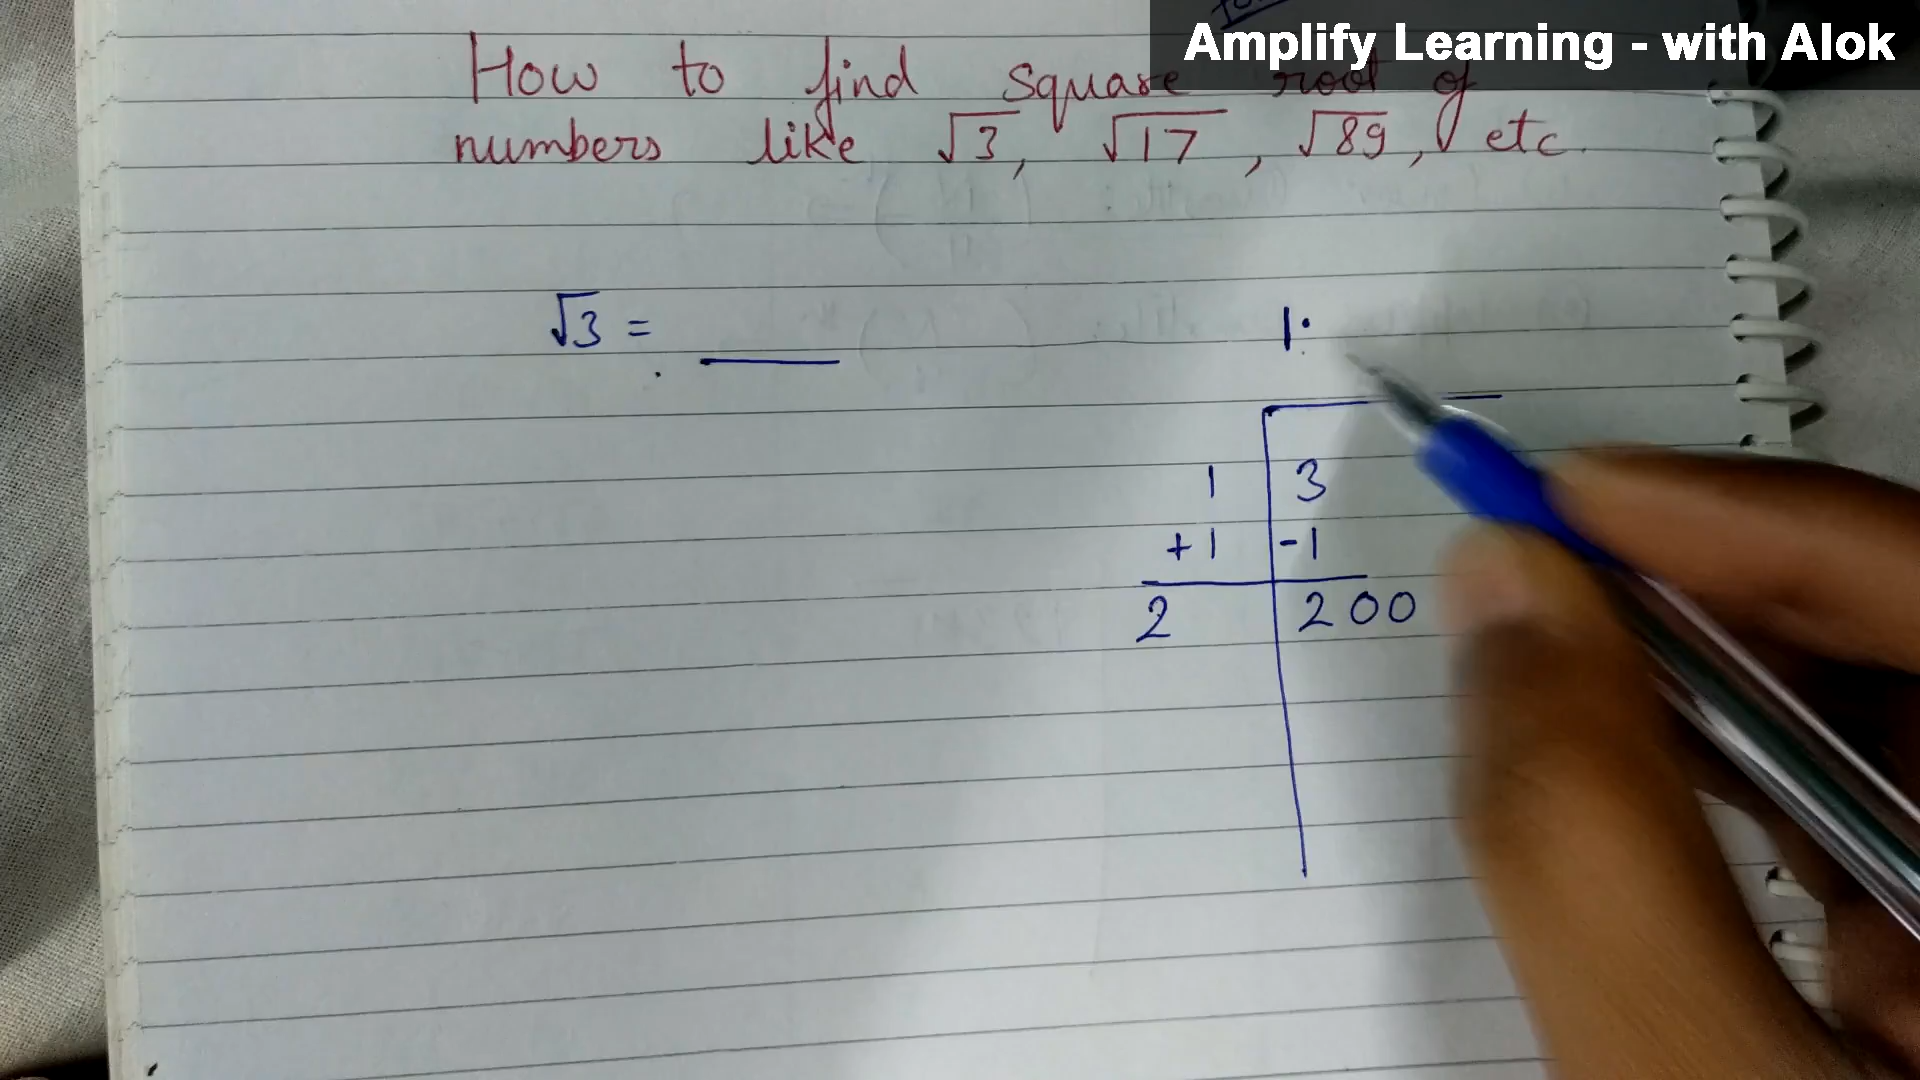 Amplify Learning - with Alok
How to find square root of
numbers like √3, √17, √89, etc.
√3 = ____
1.
1 3
+1 -1
2 200